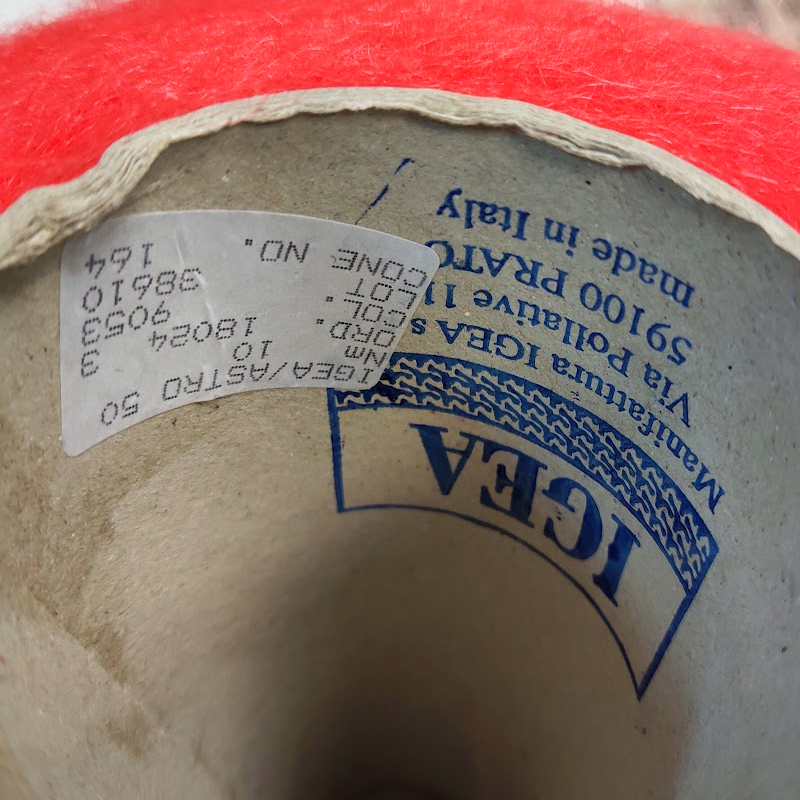 IGEA/ASTRO 50
Nm 10 3
ORD. 18024
COL. 9053
LOT 38610
CONE NO. 164
IGEA
Manifattura IGEA s
Via Pollative 11
59100 PRATO
made in Italy